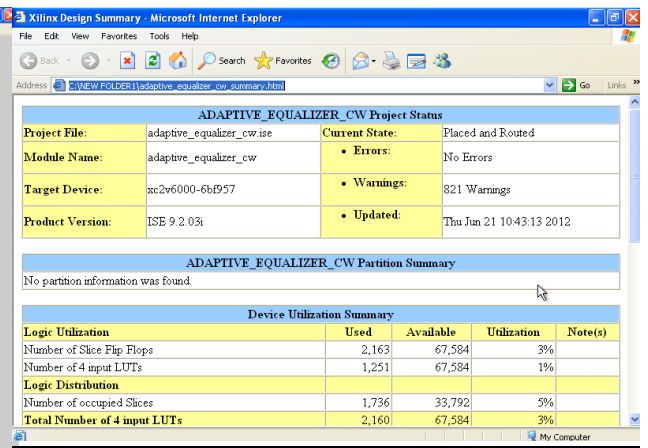 Xilinx Design Summary - Microsoft Internet Explorer
File Edit View Favorites Tools Help
Back Search Favorites
Address C:\NEW FOLDER1\adaptive_equalizer_cw_summary.html Go Links »
ADAPTIVE_EQUALIZER_CW Project Status
Project File: adaptive_equalizer_cw.ise Current State: Placed and Routed
Module Name: adaptive_equalizer_cw • Errors: No Errors
Target Device: xc2v6000-6bf957 • Warnings: 821 Warnings
Product Version: ISE 9.2.03i • Updated: Thu Jun 21 10:43:13 2012
ADAPTIVE_EQUALIZER_CW Partition Summary
No partition information was found.
Device Utilization Summary
Logic Utilization Used Available Utilization Note(s)
Number of Slice Flip Flops 2,163 67,584 3%
Number of 4 input LUTs 1,251 67,584 1%
Logic Distribution
Number of occupied Slices 1,736 33,792 5%
Total Number of 4 input LUTs 2,160 67,584 3%
My Computer